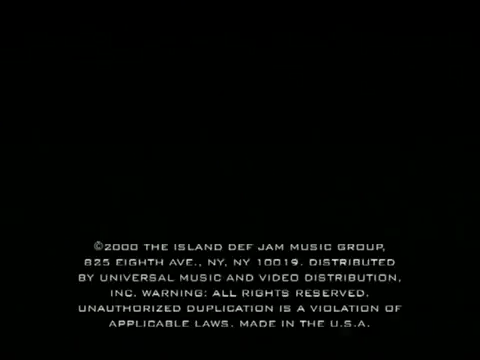 ©2000 THE ISLAND DEF JAM MUSIC GROUP,
825 EIGHTH AVE., NY, NY 10019. DISTRIBUTED
BY UNIVERSAL MUSIC AND VIDEO DISTRIBUTION,
INC. WARNING: ALL RIGHTS RESERVED.
UNAUTHORIZED DUPLICATION IS A VIOLATION OF
APPLICABLE LAWS. MADE IN THE U.S.A.